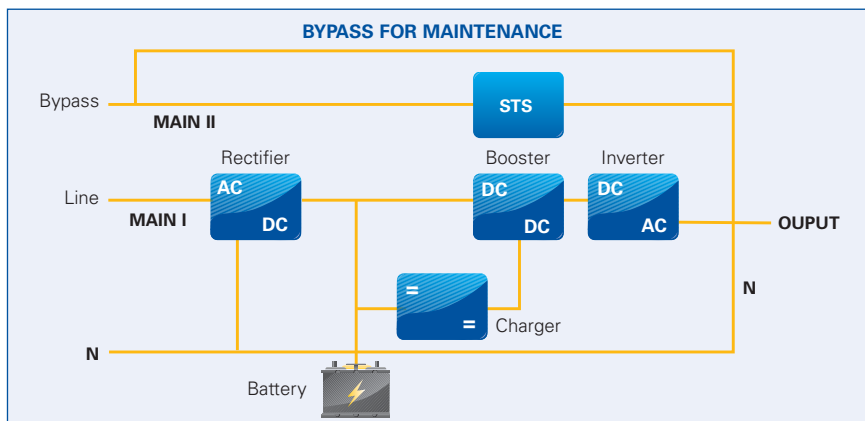 BYPASS FOR MAINTENANCE
Bypass
MAIN II
STS
Rectifier
Booster
Inverter
Line
MAIN I
AC
DC
DC
DC
DC
AC
OUPUT
=
=
Charger
N
N
Battery